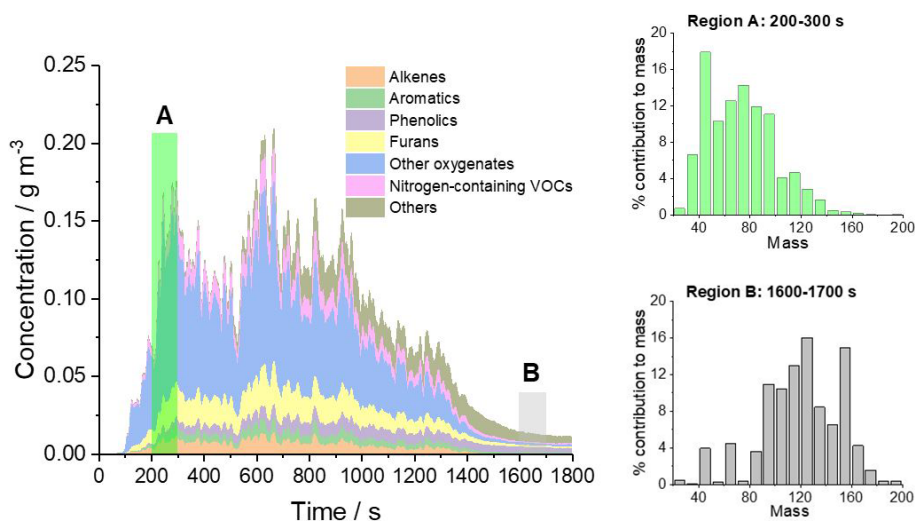 Concentration / g m-3
0.25
0.20
0.15
0.10
0.05
0.00
A
B
Alkenes
Aromatics
Phenolics
Furans
Other oxygenates
Nitrogen-containing VOCs
Others
0 200 400 600 800 1000 1200 1400 1600 1800
Time / s
Region A: 200-300 s
% contribution to mass
20
16
12
8
4
0
40 80 120 160 200
Mass
Region B: 1600-1700 s
% contribution to mass
20
16
12
8
4
0
40 80 120 160 200
Mass